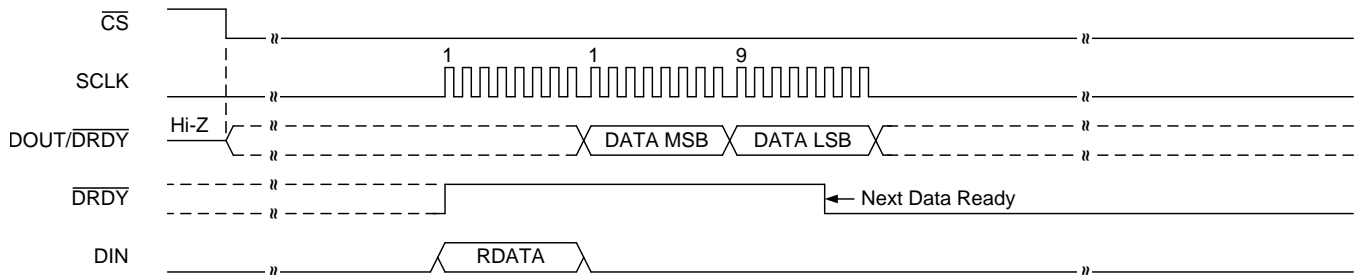 CS
1 1 9
SCLK
Hi-Z
DOUT/DRDY DATA MSB DATA LSB
DRDY Next Data Ready
DIN RDATA